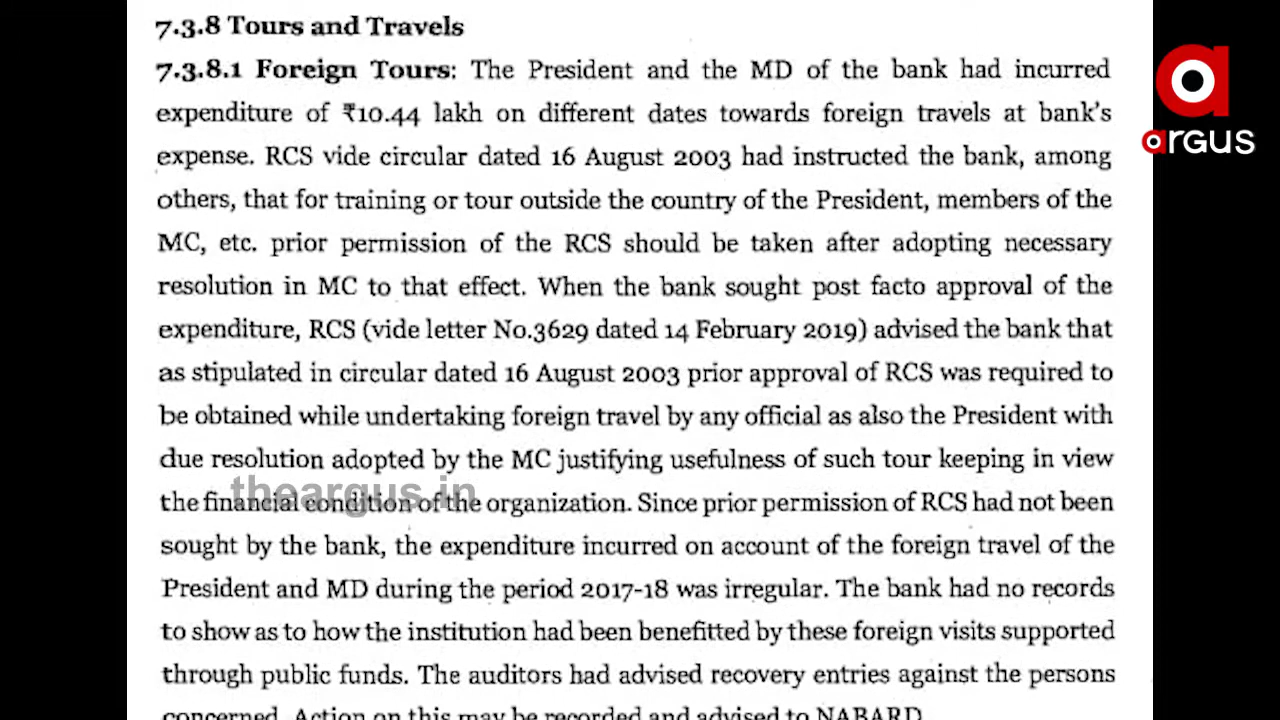 7.3.8 Tours and Travels
7.3.8.1 Foreign Tours: The President and the MD of the bank had incurred
expenditure of ₹10.44 lakh on different dates towards foreign travels at bank's
expense. RCS vide circular dated 16 August 2003 had instructed the bank, among
others, that for training or tour outside the country of the President, members of the
MC, etc. prior permission of the RCS should be taken after adopting necessary
resolution in MC to that effect. When the bank sought post facto approval of the
expenditure, RCS (vide letter No.3629 dated 14 February 2019) advised the bank that
as stipulated in circular dated 16 August 2003 prior approval of RCS was required to
be obtained while undertaking foreign travel by any official as also the President with
due resolution adopted by the MC justifying usefulness of such tour keeping in view
the financial condition of the organization. Since prior permission of RCS had not been
sought by the bank, the expenditure incurred on account of the foreign travel of the
President and MD during the period 2017-18 was irregular. The bank had no records
to show as to how the institution had been benefitted by these foreign visits supported
through public funds. The auditors had advised recovery entries against the persons
concerned. Action on this may be recorded and advised to NABARD
theargus.in
a
arGus